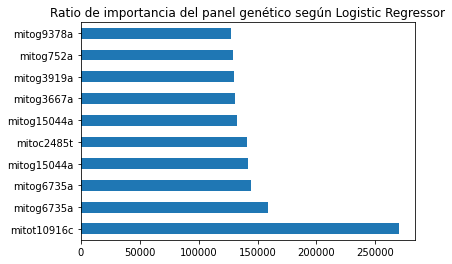 Ratio de importancia del panel genético según Logistic Regressor
mitog9378a
mitog752a
mitog3919a
mitog3667a
mitog15044a
mitoc2485t
mitog15044a
mitog6735a
mitog6735a
mitot10916c
0 50000 100000 150000 200000 250000